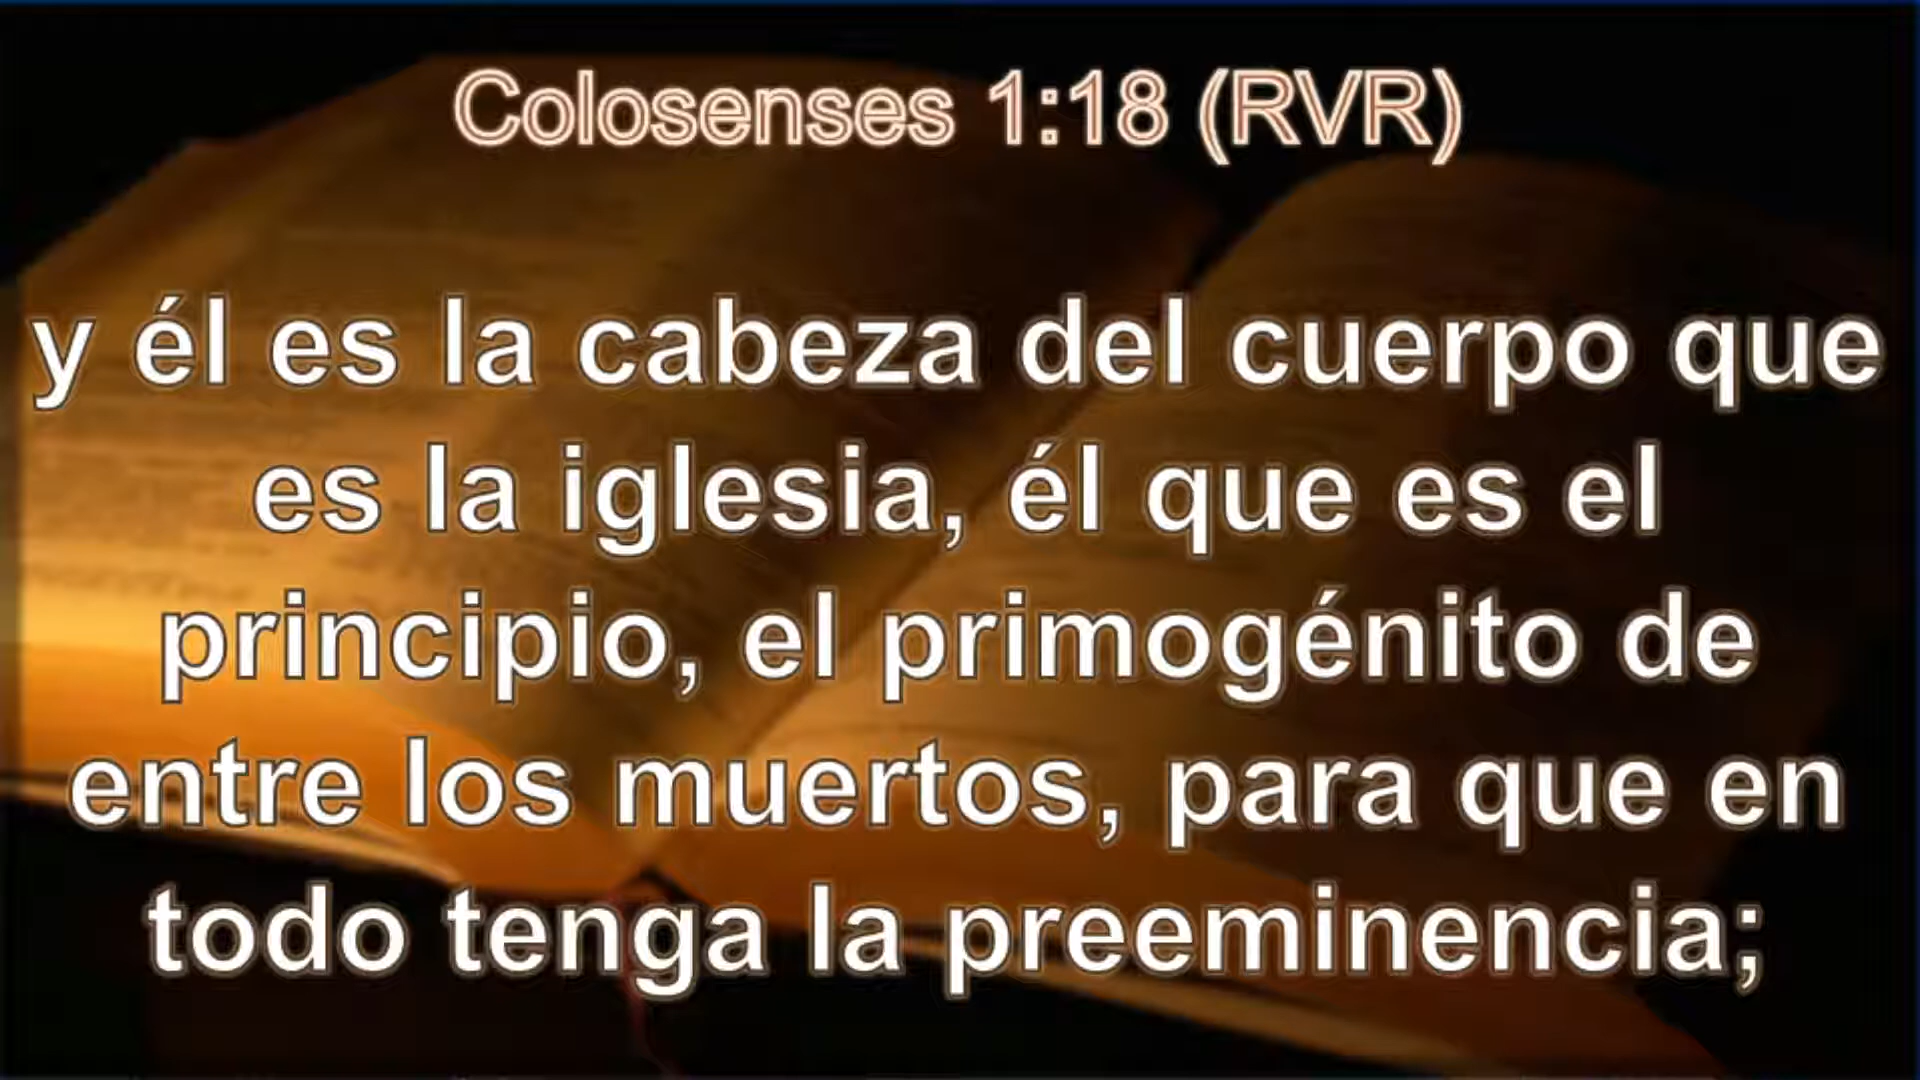 Colosenses 1:18 (RVR)
y él es la cabeza del cuerpo que
es la iglesia, él que es el
principio, el primogénito de
entre los muertos, para que en
todo tenga la preeminencia;